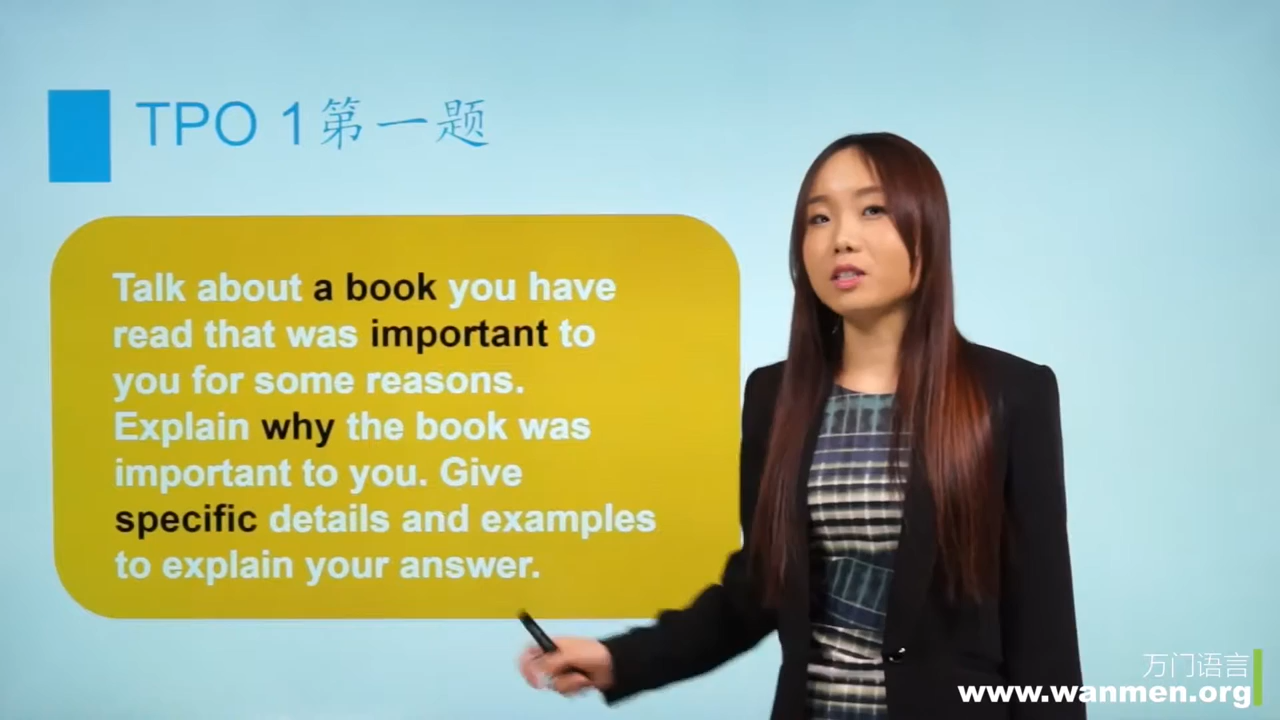 TPO 1第一题
Talk about a book you have
read that was important to
you for some reasons.
Explain why the book was
important to you. Give
specific details and examples
to explain your answer.
万门语言
www.wanmen.org